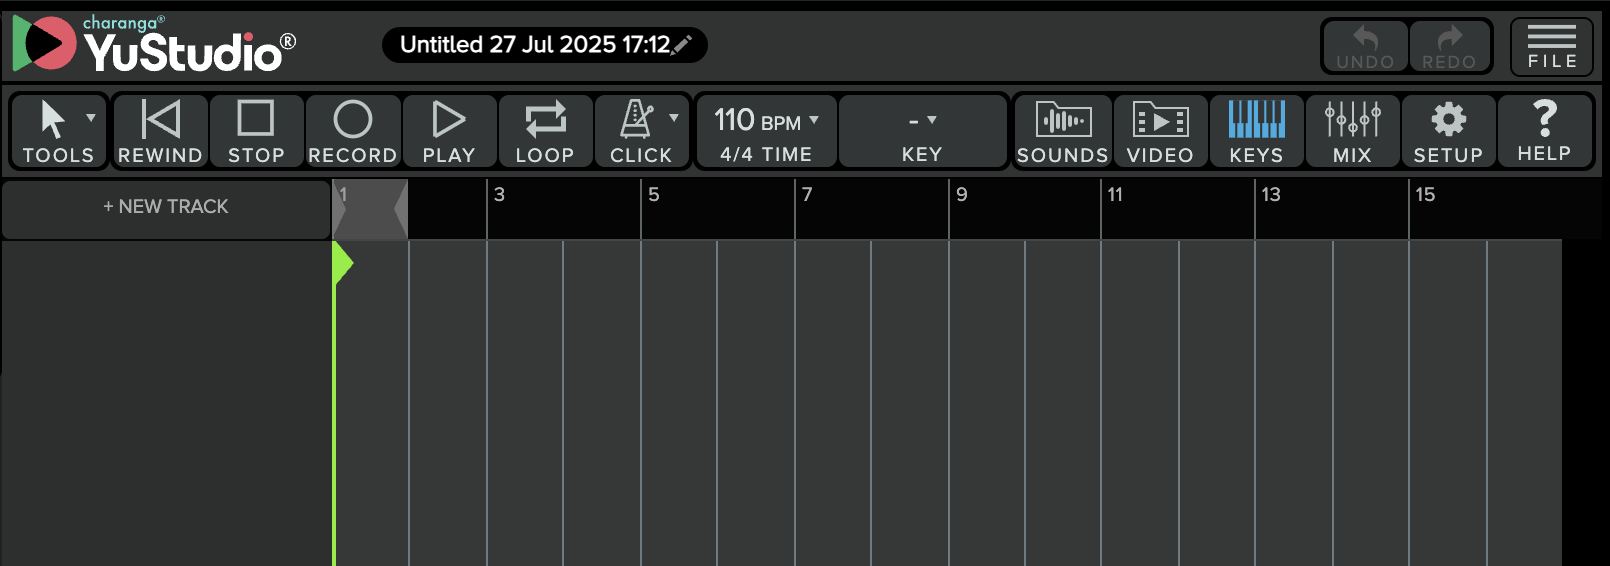 charanga®
YuStudio®
Untitled 27 Jul 2025 17:12
UNDO
REDO
FILE
TOOLS
REWIND
STOP
RECORD
PLAY
LOOP
CLICK
110 BPM
4/4 TIME
-
KEY
SOUNDS
VIDEO
KEYS
MIX
SETUP
?
HELP
+ NEW TRACK
1
3
5
7
9
11
13
15